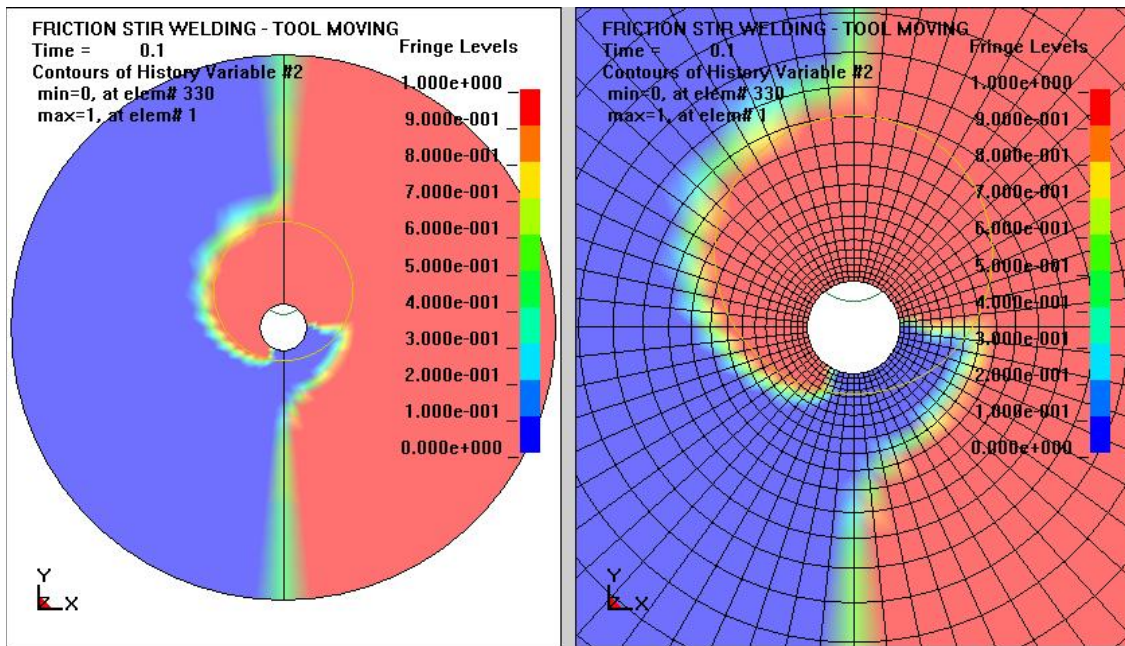 FRICTION STIR WELDING - TOOL MOVING
Time = 0.1
Contours of History Variable #2
min=0, at elem# 330
max=1, at elem# 1
Fringe Levels
1.000e+000
9.000e-001
8.000e-001
7.000e-001
6.000e-001
5.000e-001
4.000e-001
3.000e-001
2.000e-001
1.000e-001
0.000e+000
Y
X
FRICTION STIR WELDING - TOOL MOVING
Time = 0.1
Contours of History Variable #2
min=0, at elem# 330
max=1, at elem# 1
Fringe Levels
1.000e+000
9.000e-001
8.000e-001
7.000e-001
6.000e-001
5.000e-001
4.000e-001
3.000e-001
2.000e-001
1.000e-001
0.000e+000
Y
X